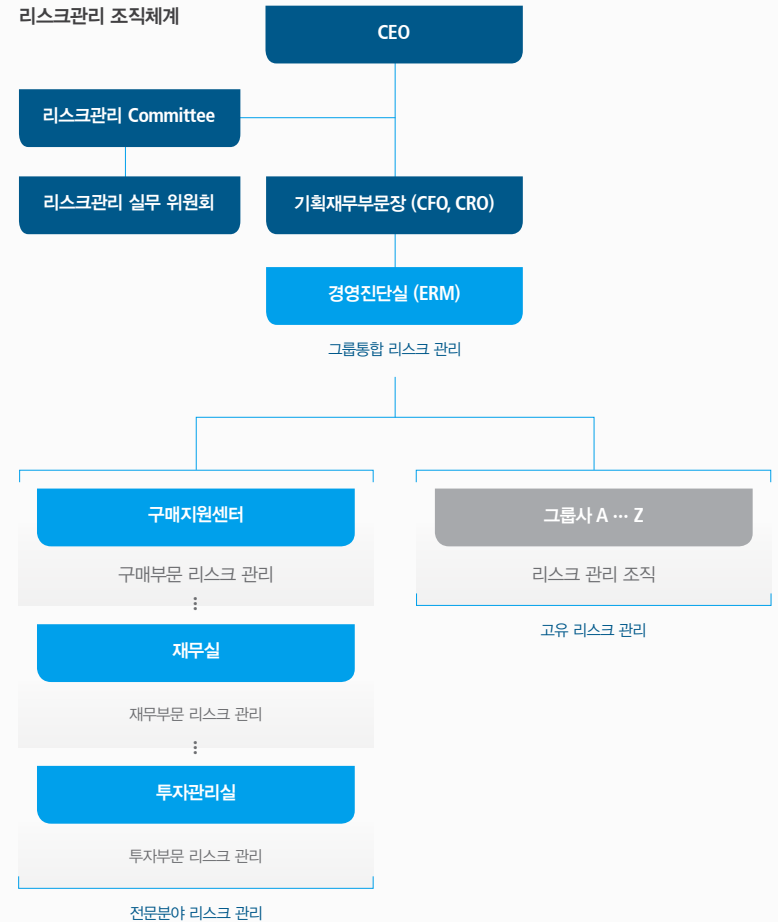 리스크관리 조직체계
CEO
리스크관리 Committee
리스크관리 실무 위원회
기획재무부문장 (CFO, CRO)
경영진단실 (ERM)
그룹통합 리스크 관리
구매지원센터
구매부문 리스크 관리
재무실
재무부문 리스크 관리
투자관리실
투자부문 리스크 관리
전문분야 리스크 관리
그룹사 A ··· Z
리스크 관리 조직
고유 리스크 관리